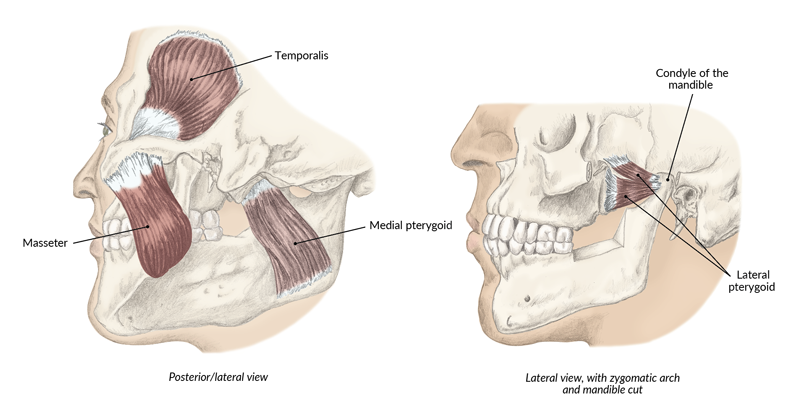 Temporalis
Masseter
Medial pterygoid
Posterior/lateral view
Condyle of the
mandible
Lateral
pterygoid
Lateral view, with zygomatic arch
and mandible cut